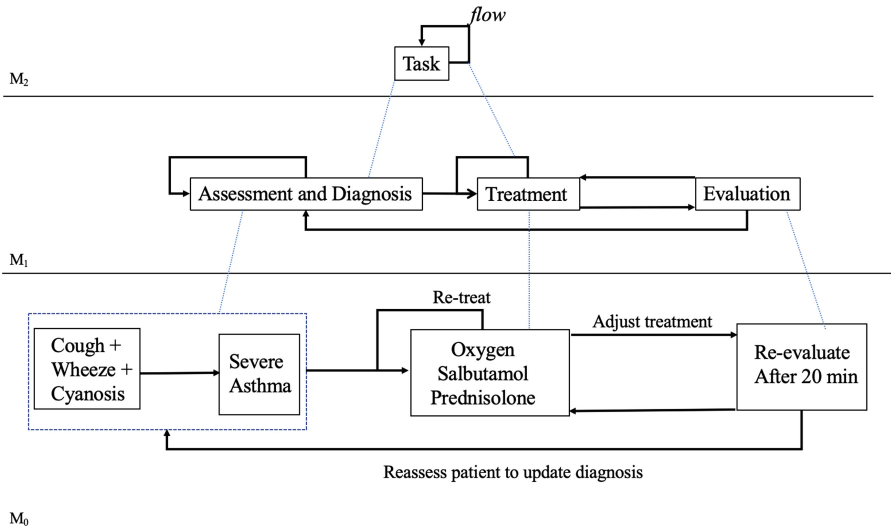 flow
Task
M₂
Assessment and Diagnosis
Treatment
Evaluation
M₁
Re-treat
Adjust treatment
Cough +
Wheeze +
Cyanosis
Severe
Asthma
Oxygen
Salbutamol
Prednisolone
Re-evaluate
After 20 min
Reassess patient to update diagnosis
M₀